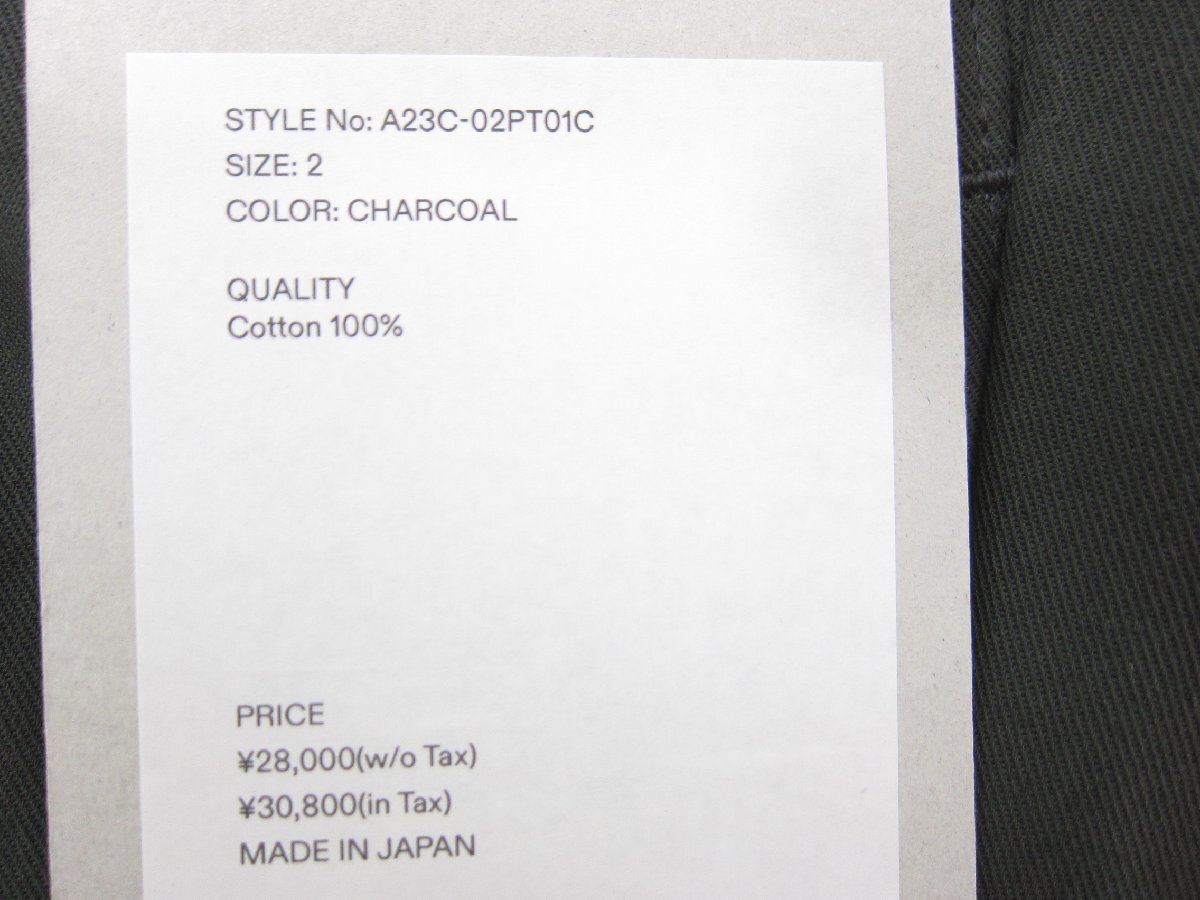 STYLE No: A23C-02PT01C
SIZE: 2
COLOR: CHARCOAL
QUALITY
Cotton 100%
PRICE
¥28,000(w/o Tax)
¥30,800(in Tax)
MADE IN JAPAN